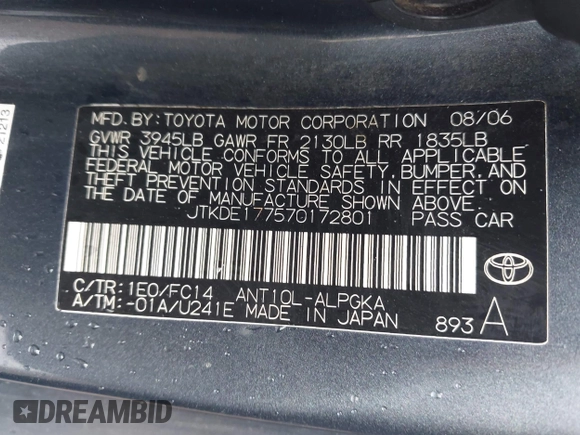 MFD. BY: TOYOTA MOTOR CORPORATION 08/06
GVWR 3945LB GAWR FR 2130LB RR 1835LB
THIS VEHICLE CONFORMS TO ALL APPLICABLE
FEDERAL MOTOR VEHICLE SAFETY, BUMPER, AND
THEFT PREVENTION STANDARDS IN EFFECT ON
THE DATE OF MANUFACTURE SHOWN ABOVE.
JTKDE177570172801 PASS CAR
C/TR: 1E0/FC14 ANT10L-ALPGKA
A/TM: -01A/U241E MADE IN JAPAN 893 A
DREAMBID